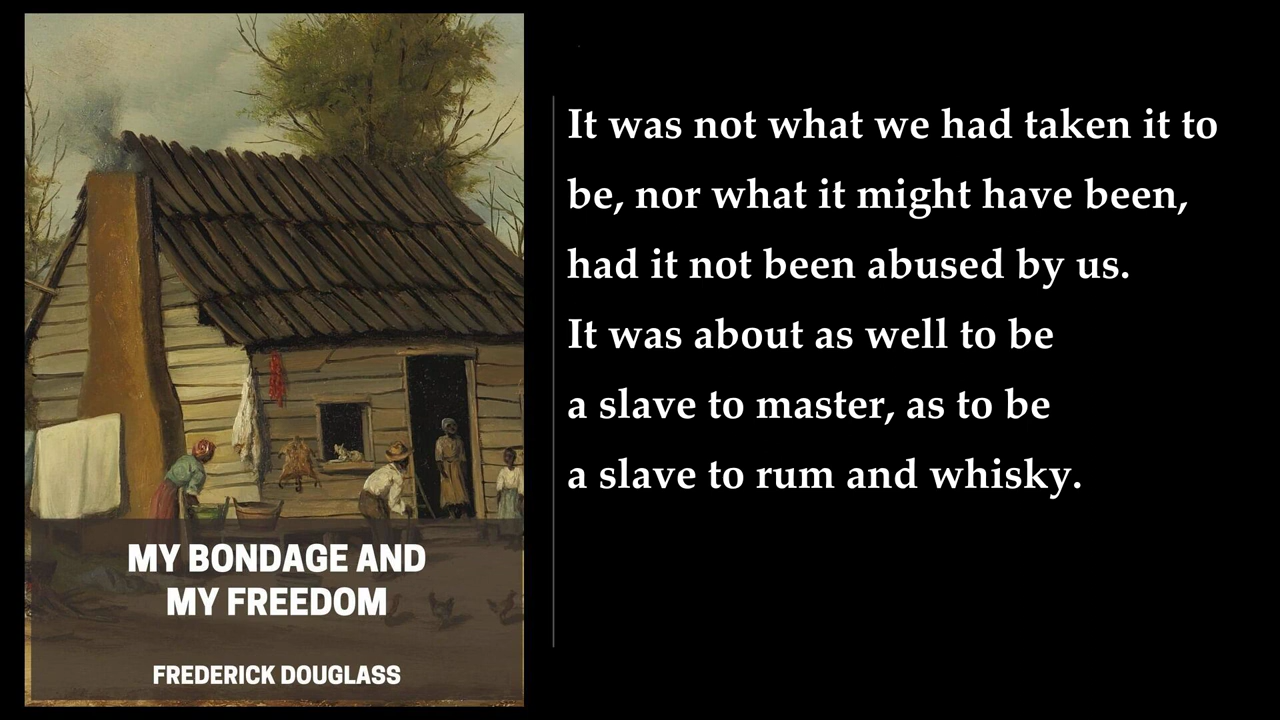 MY BONDAGE AND
MY FREEDOM
FREDERICK DOUGLASS
It was not what we had taken it to
be, nor what it might have been,
had it not been abused by us.
It was about as well to be
a slave to master, as to be
a slave to rum and whisky.